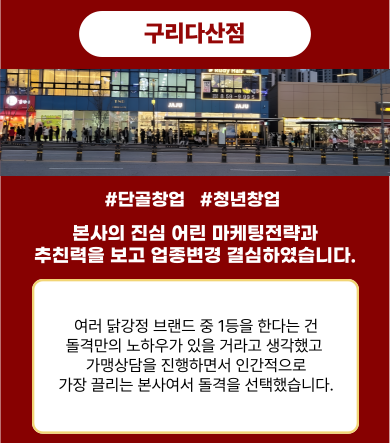 구리다산점
JAJU
JAJU
#단골창업 #청년창업
본사의 진심 어린 마케팅전략과
추친력을 보고 업종변경 결심하였습니다.
여러 닭강정 브랜드 중 1등을 한다는 건
돌격만의 노하우가 있을 거라고 생각했고
가맹상담을 진행하면서 인간적으로
가장 끌리는 본사여서 돌격을 선택했습니다.